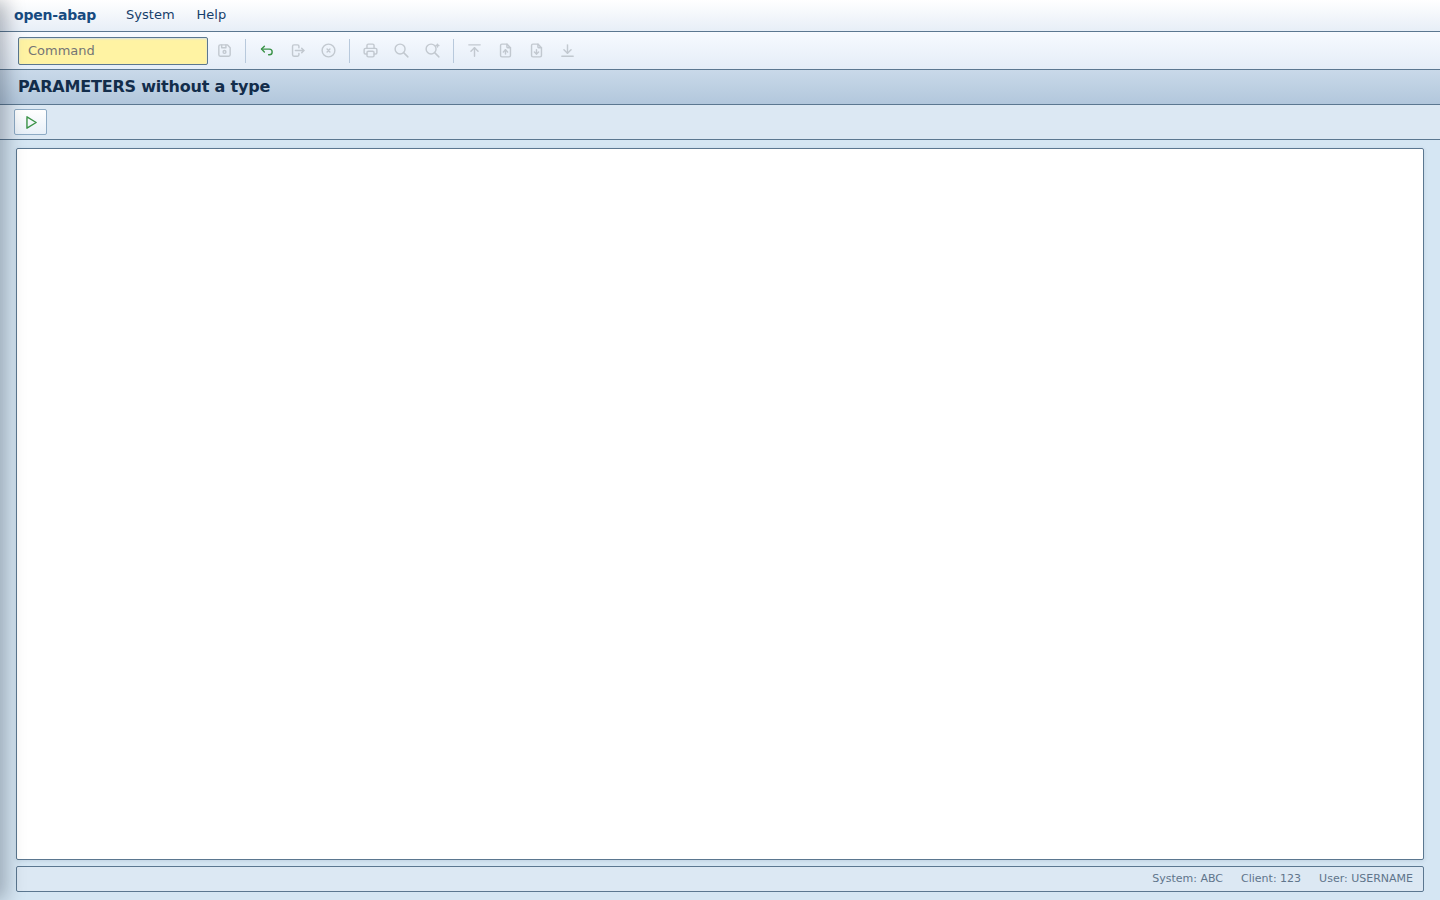 open-abap System Help
Command
PARAMETERS without a type
System: ABC Client: 123 User: USERNAME